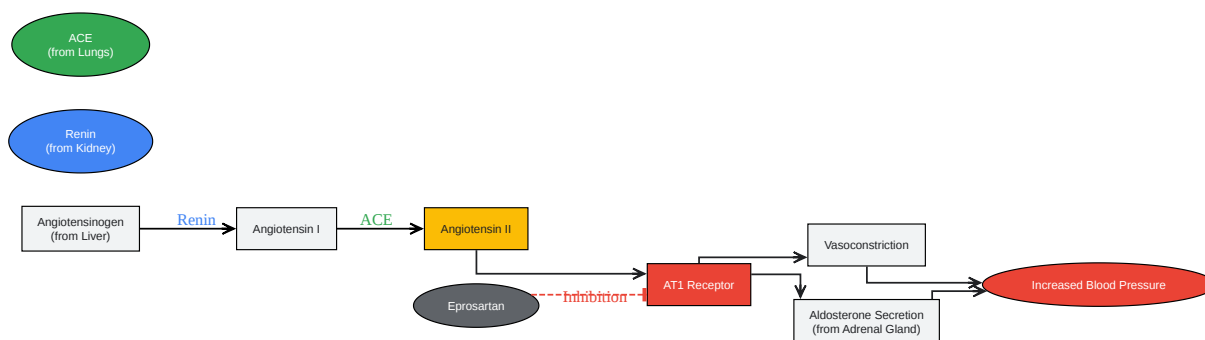 ACE
(from Lungs)
Renin
(from Kidney)
Angiotensinogen
(from Liver)
Renin
Angiotensin I
ACE
Angiotensin II
Eprosartan
Inhibition
AT1 Receptor
Vasoconstriction
Aldosterone Secretion
(from Adrenal Gland)
Increased Blood Pressure